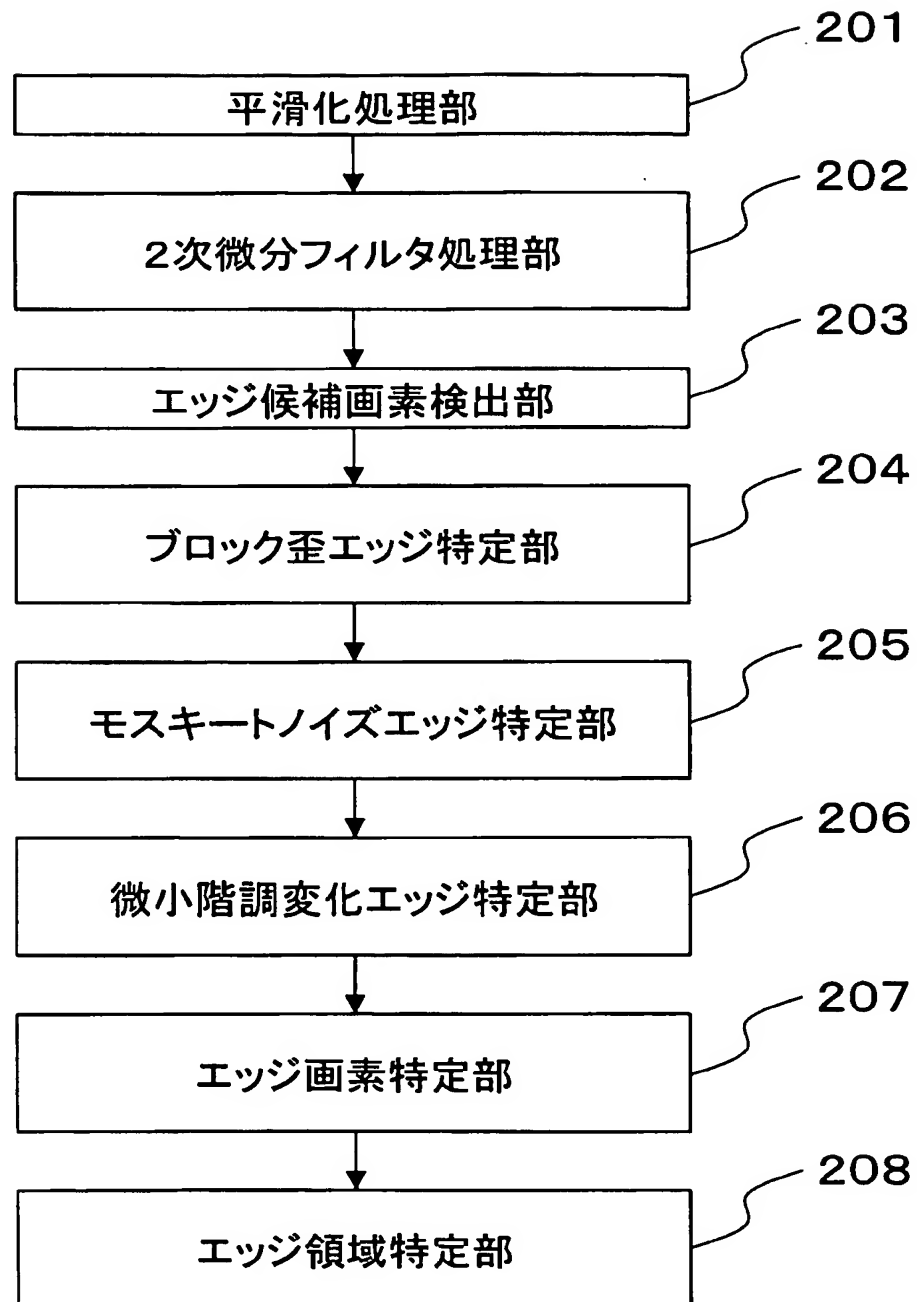 201
平滑化処理部
202
2次微分フィルタ処理部
203
エッジ候補画素検出部
204
ブロック歪エッジ特定部
205
モスキートノイズエッジ特定部
206
微小階調変化エッジ特定部
207
エッジ画素特定部
208
エッジ領域特定部